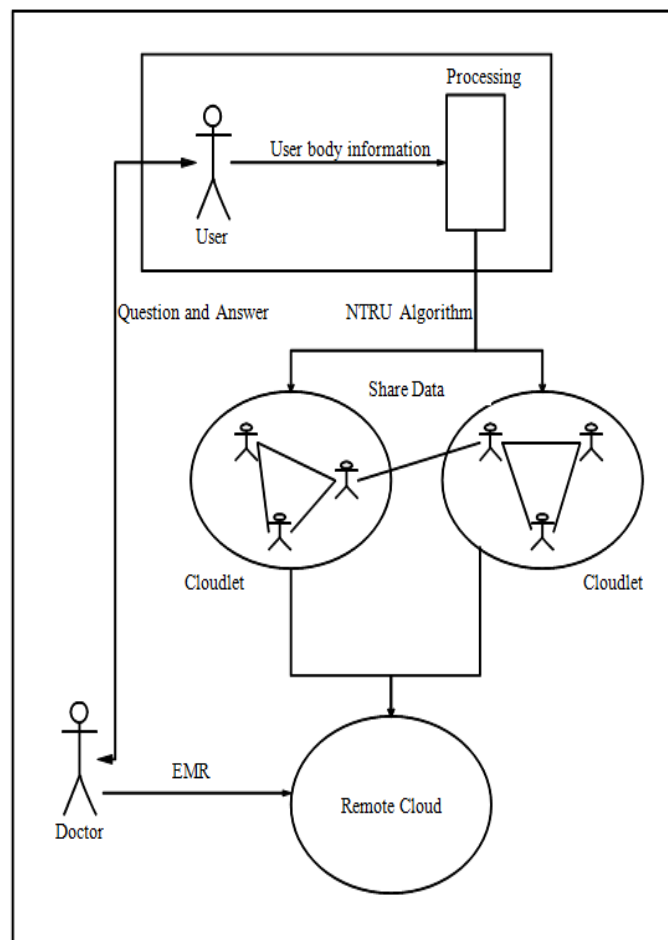 Processing
User body information
User
Question and Answer
NTRU Algorithm
Share Data
Cloudlet
Cloudlet
EMR
Remote Cloud
Doctor